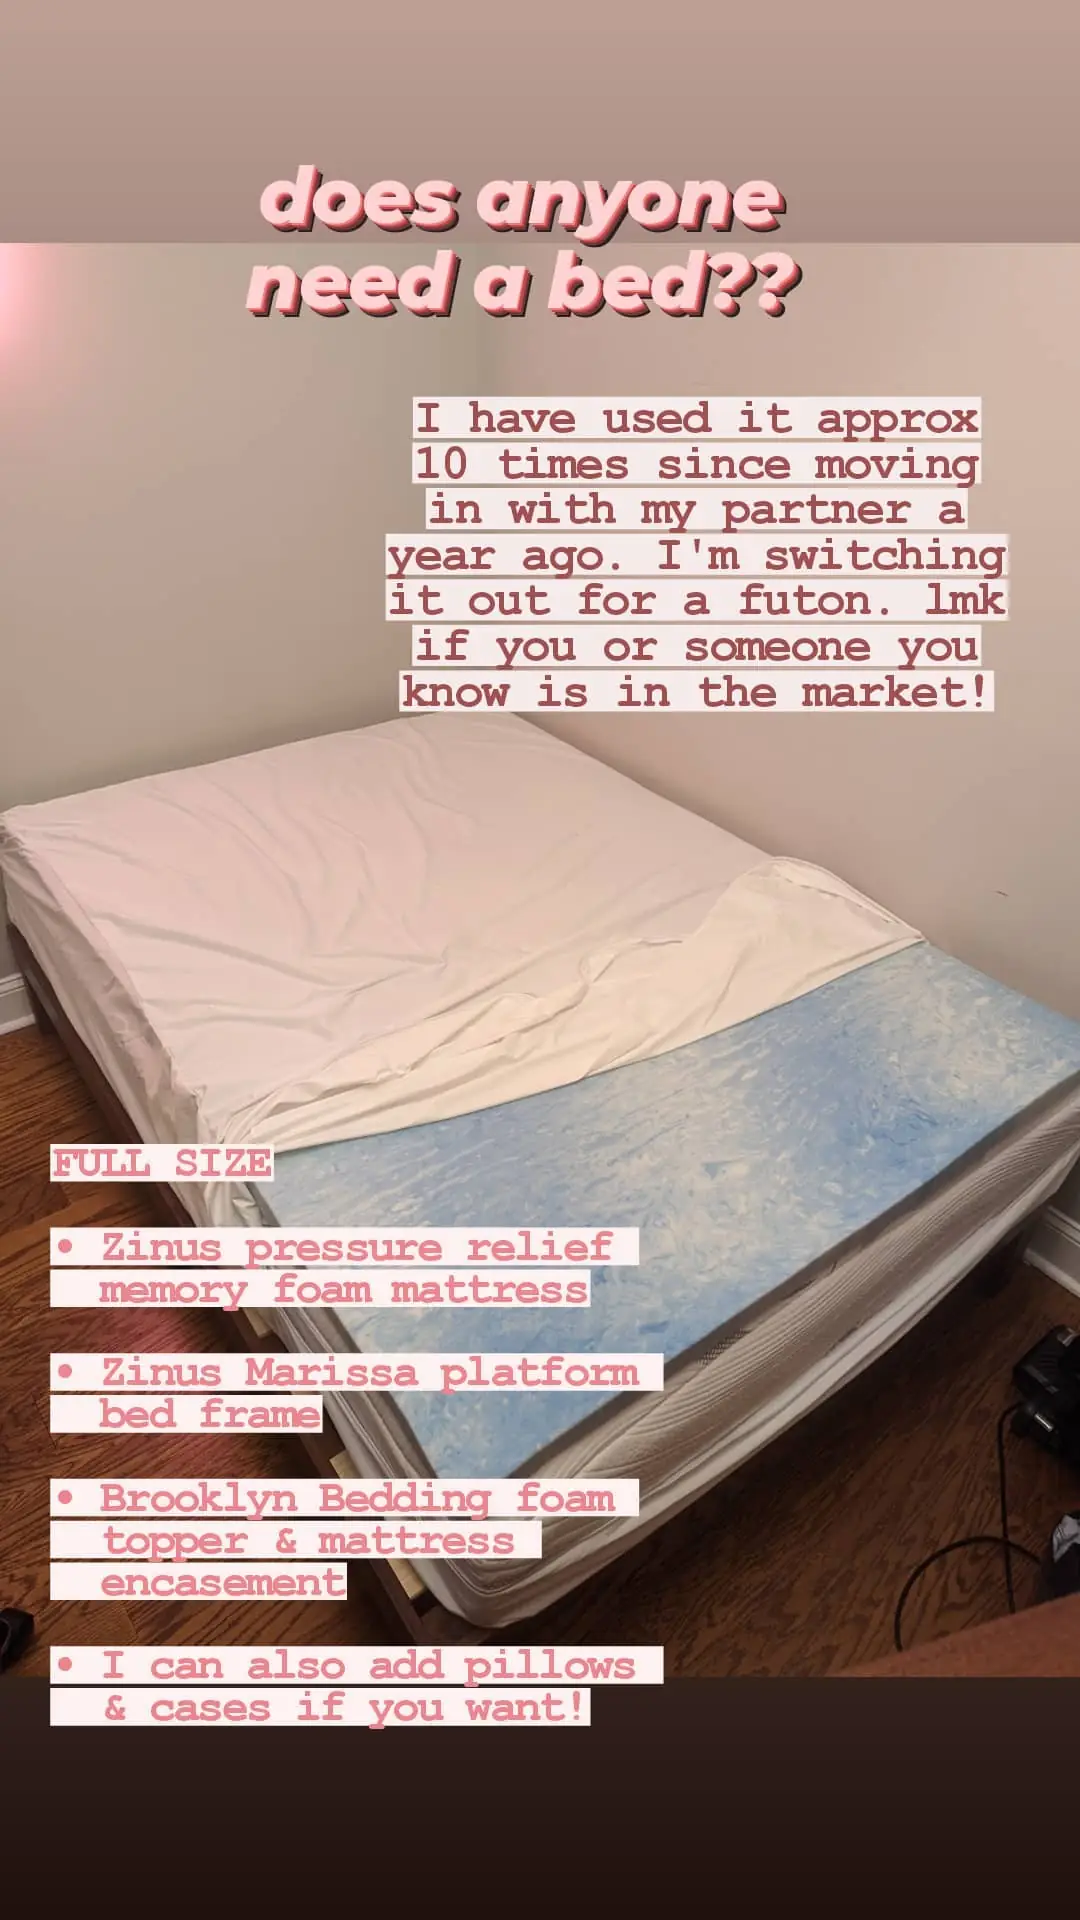 does anyone
need a bed??
I have used it approx
10 times since moving
in with my partner a
year ago. I'm switching
it out for a futon. lmk
if you or someone you
know is in the market!
FULL SIZE
• Zinus pressure relief
memory foam mattress
• Zinus Marissa platform
bed frame
• Brooklyn Bedding foam
topper & mattress
encasement
• I can also add pillows
& cases if you want!